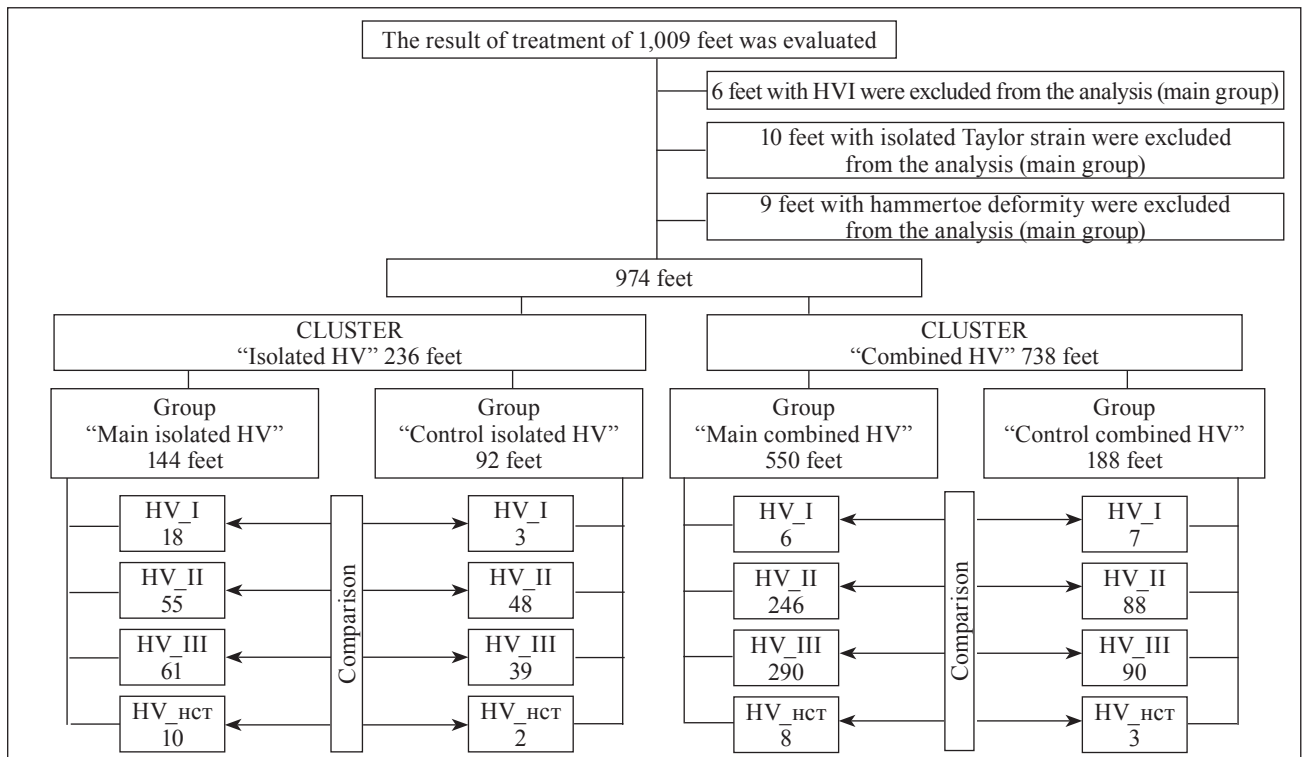 The result of treatment of 1,009 feet was evaluated
6 feet with HVI were excluded from the analysis (main group)
10 feet with isolated Taylor strain were excluded
from the analysis (main group)
9 feet with hammertoe deformity were excluded
from the analysis (main group)
974 feet
CLUSTER
“Isolated HV” 236 feet
CLUSTER
“Combined HV” 738 feet
Group
“Main isolated HV”
144 feet
Group
“Control isolated HV”
92 feet
Group
“Main combined HV”
550 feet
Group
“Control combined HV”
188 feet
HV_I
18
HV_II
55
HV_III
61
HV_нст
10
Comparison
HV_I
3
HV_II
48
HV_III
39
HV_нст
2
HV_I
6
HV_II
246
HV_III
290
HV_нст
8
Comparison
HV_I
7
HV_II
88
HV_III
90
HV_нст
3